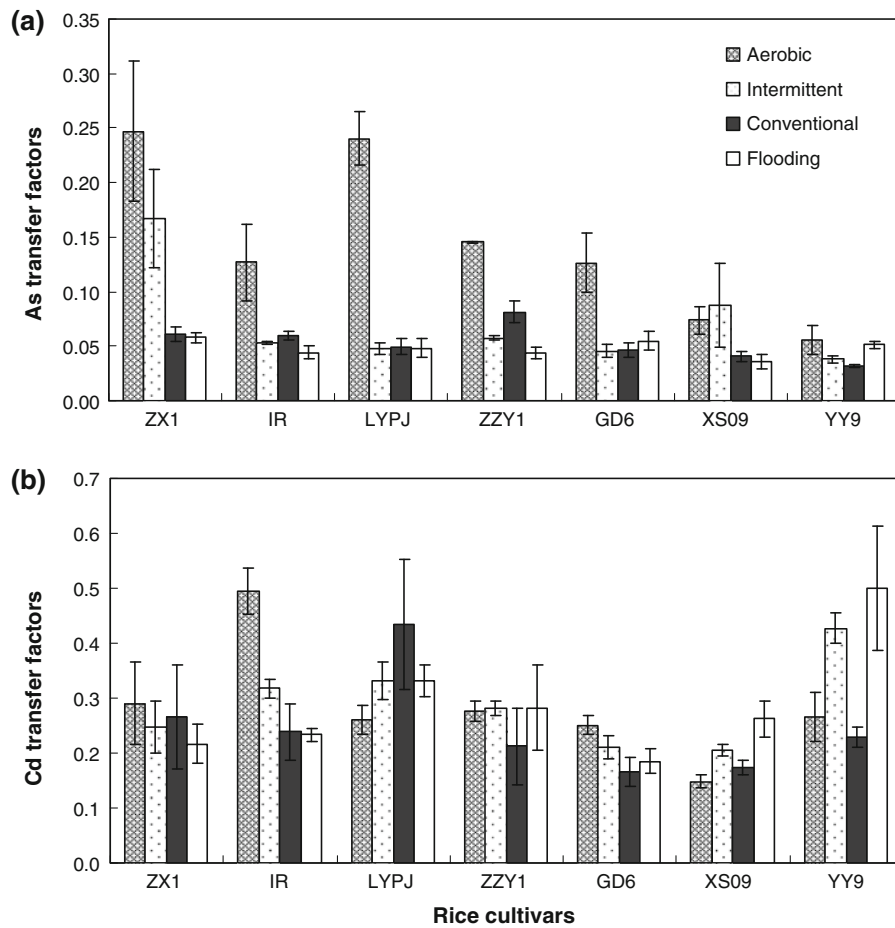 (a)
0.35
0.30
0.25
0.20
0.15
0.10
0.05
0.00
As transfer factors
Aerobic
Intermittent
Conventional
Flooding
ZX1 IR LYPJ ZZY1 GD6 XS09 YY9
(b)
0.7
0.6
0.5
0.4
0.3
0.2
0.1
0.0
Cd transfer factors
ZX1 IR LYPJ ZZY1 GD6 XS09 YY9
Rice cultivars